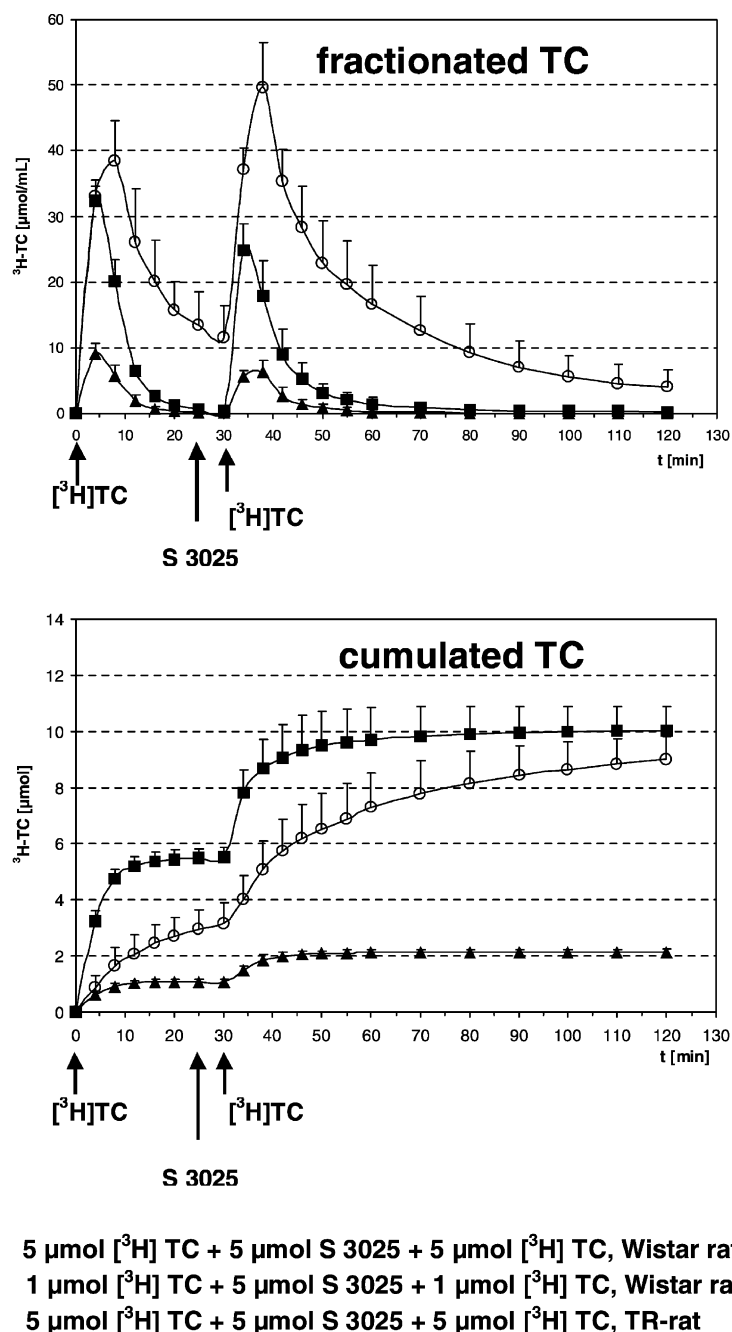 fractionated TC
60
50
40
30
20
10
0
³H-TC [µmol/mL]
0 10 20 30 40 50 60 70 80 90 100 110 120 130
t [min]
[³H]TC
[³H]TC
S 3025
cumulated TC
14
12
10
8
6
4
2
0
³H-TC [µmol]
0 10 20 30 40 50 60 70 80 90 100 110 120 130
t [min]
[³H]TC
[³H]TC
S 3025
5 µmol [³H] TC + 5 µmol S 3025 + 5 µmol [³H] TC, Wistar rat
1 µmol [³H] TC + 5 µmol S 3025 + 1 µmol [³H] TC, Wistar ra
5 µmol [³H] TC + 5 µmol S 3025 + 5 µmol [³H] TC, TR-rat